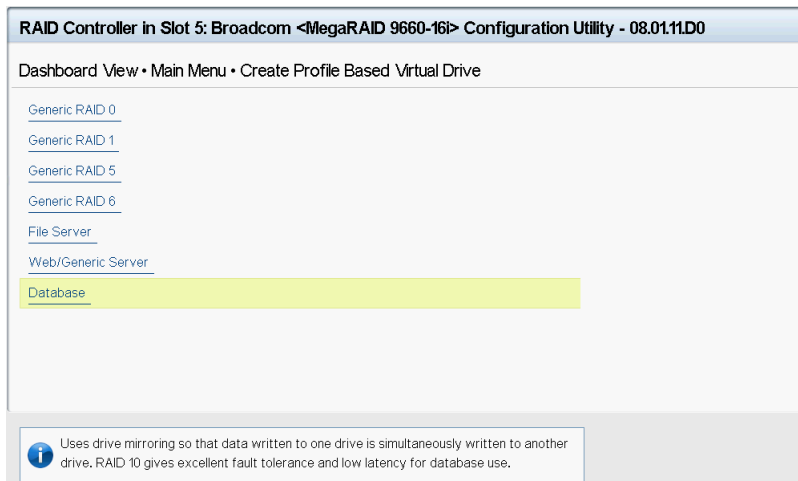 RAID Controller in Slot 5: Broadcom <MegaRAID 9660-16i> Configuration Utility - 08.01.11.D0
Dashboard View • Main Menu • Create Profile Based Virtual Drive
Generic RAID 0
Generic RAID 1
Generic RAID 5
Generic RAID 6
File Server
Web/Generic Server
Database
Uses drive mirroring so that data written to one drive is simultaneously written to another
drive. RAID 10 gives excellent fault tolerance and low latency for database use.